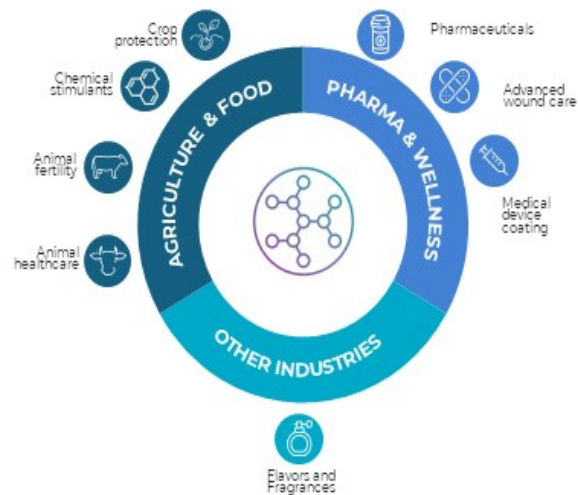 Crop
protection
Chemical
stimulants
Animal
fertility
Animal
healthcare
AGRICULTURE & FOOD
PHARMA & WELLNESS
OTHER INDUSTRIES
Pharmaceuticals
Advanced
wound care
Medical
device
coating
Flavors and
Fragrances